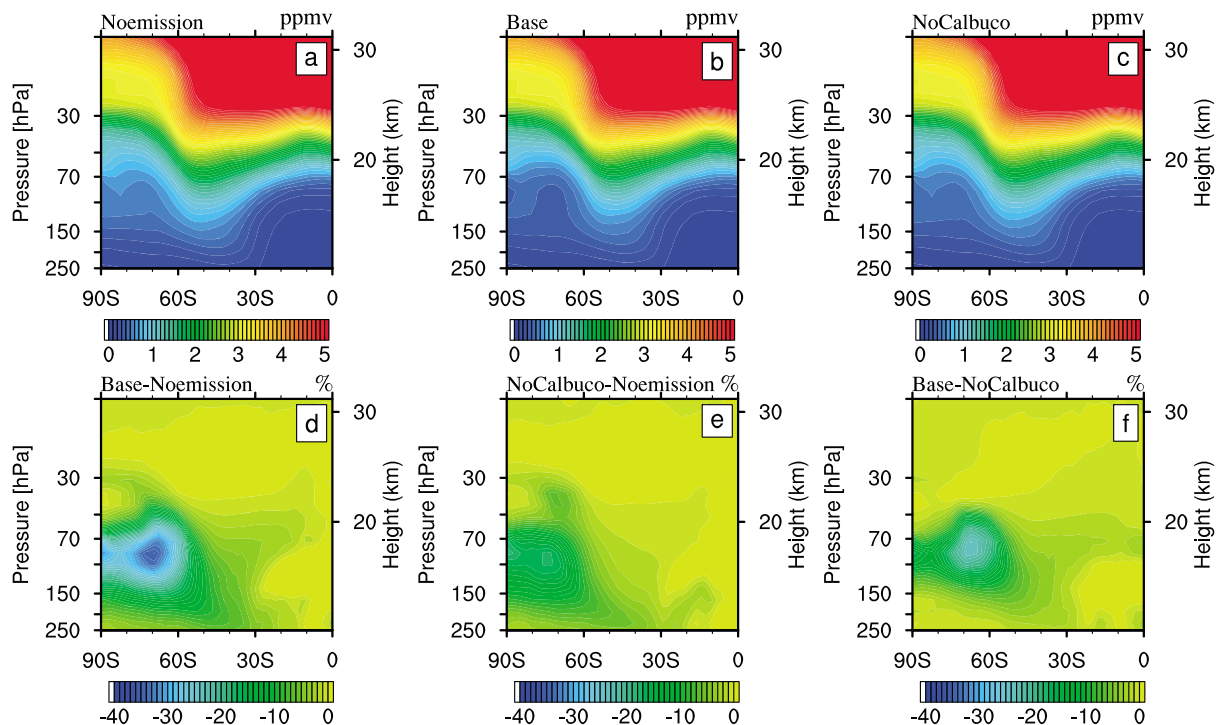 Noemission ppmv
Base ppmv
NoCalbuco ppmv
a
b
c
Pressure [hPa]
30
70
150
250
Height (km)
30
20
Pressure [hPa]
30
70
150
250
Height (km)
30
20
Pressure [hPa]
30
70
150
250
Height (km)
30
20
90S 60S 30S 0
90S 60S 30S 0
90S 60S 30S 0
0 1 2 3 4 5
0 1 2 3 4 5
0 1 2 3 4 5
Base-Noemission %
NoCalbuco-Noemission %
Base-NoCalbuco %
d
e
f
Pressure [hPa]
30
70
150
250
Height (km)
30
20
Pressure [hPa]
30
70
150
250
Height (km)
30
20
Pressure [hPa]
30
70
150
250
Height (km)
30
20
90S 60S 30S 0
90S 60S 30S 0
90S 60S 30S 0
-40 -30 -20 -10 0
-40 -30 -20 -10 0
-40 -30 -20 -10 0